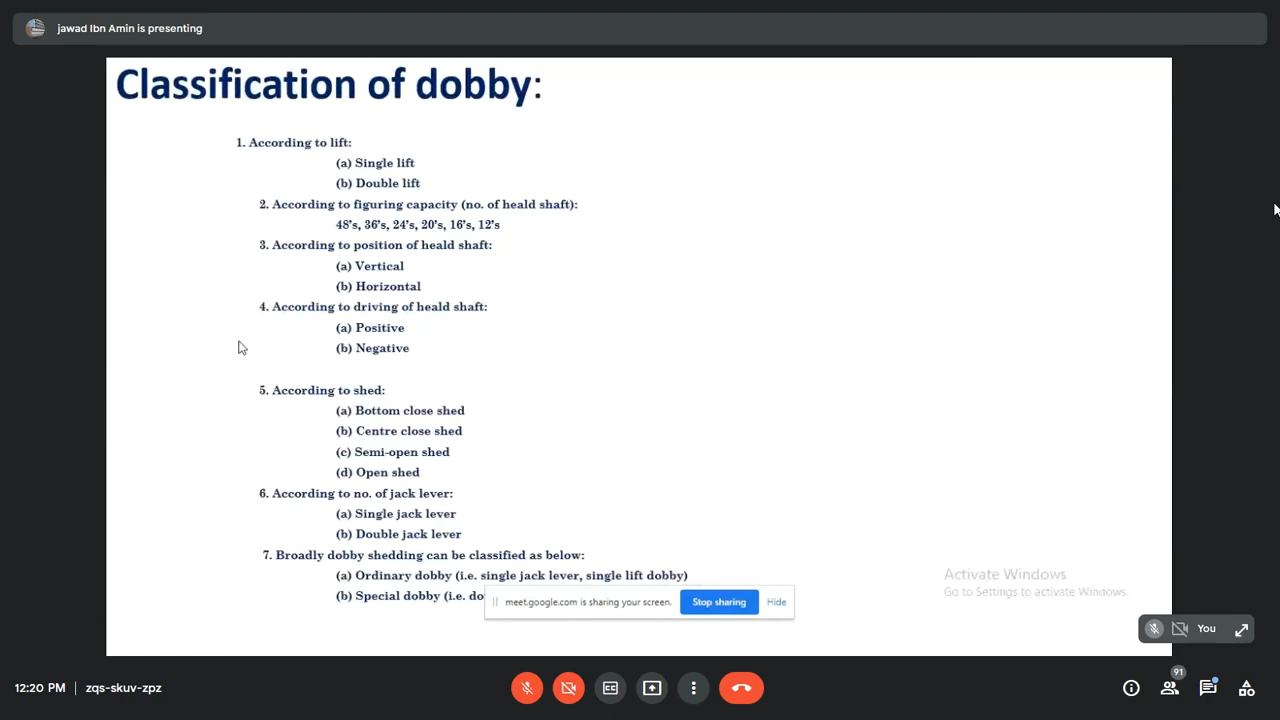 jawad Ibn Amin is presenting
Classification of dobby:
1. According to lift:
(a) Single lift
(b) Double lift
2. According to figuring capacity (no. of heald shaft):
48's, 36's, 24's, 20's, 16's, 12's
3. According to position of heald shaft:
(a) Vertical
(b) Horizontal
4. According to driving of heald shaft:
(a) Positive
(b) Negative
5. According to shed:
(a) Bottom close shed
(b) Centre close shed
(c) Semi-open shed
(d) Open shed
6. According to no. of jack lever:
(a) Single jack lever
(b) Double jack lever
7. Broadly dobby shedding can be classified as below:
(a) Ordinary dobby (i.e. single jack lever, single lift dobby)
(b) Special dobby (i.e.
meet.google.com is sharing your screen. Stop sharing Hide
Activate Windows
Go to Settings to activate Windows.
You
12:20 PM | zqs-skuv-zpz
91